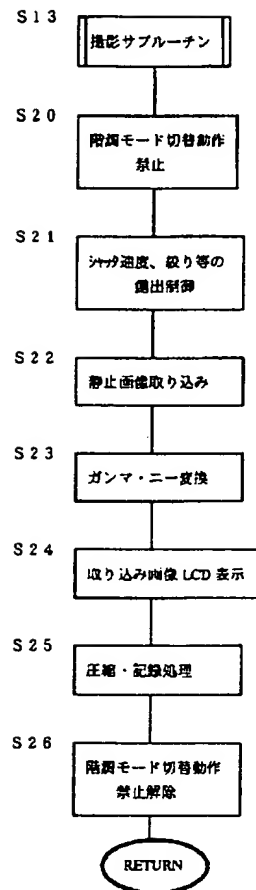 S13
撮影サブルーチン
S20
階調モード切替動作
禁止
S21
シャッタ速度、絞り等の
露出制御
S22
静止画像取り込み
S23
ガンマ・ニー変換
S24
取り込み画像 LCD 表示
S25
圧縮・記録処理
S26
階調モード切替動作
禁止解除
RETURN